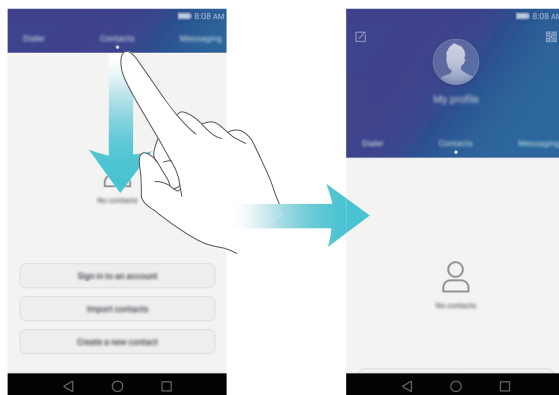 8:08 AM
Dialer
Contacts
Messaging
No contacts
Sign in to an account
Import contacts
Create a new contact
8:08 AM
My profile
Dialer
Contacts
Messaging
No contacts